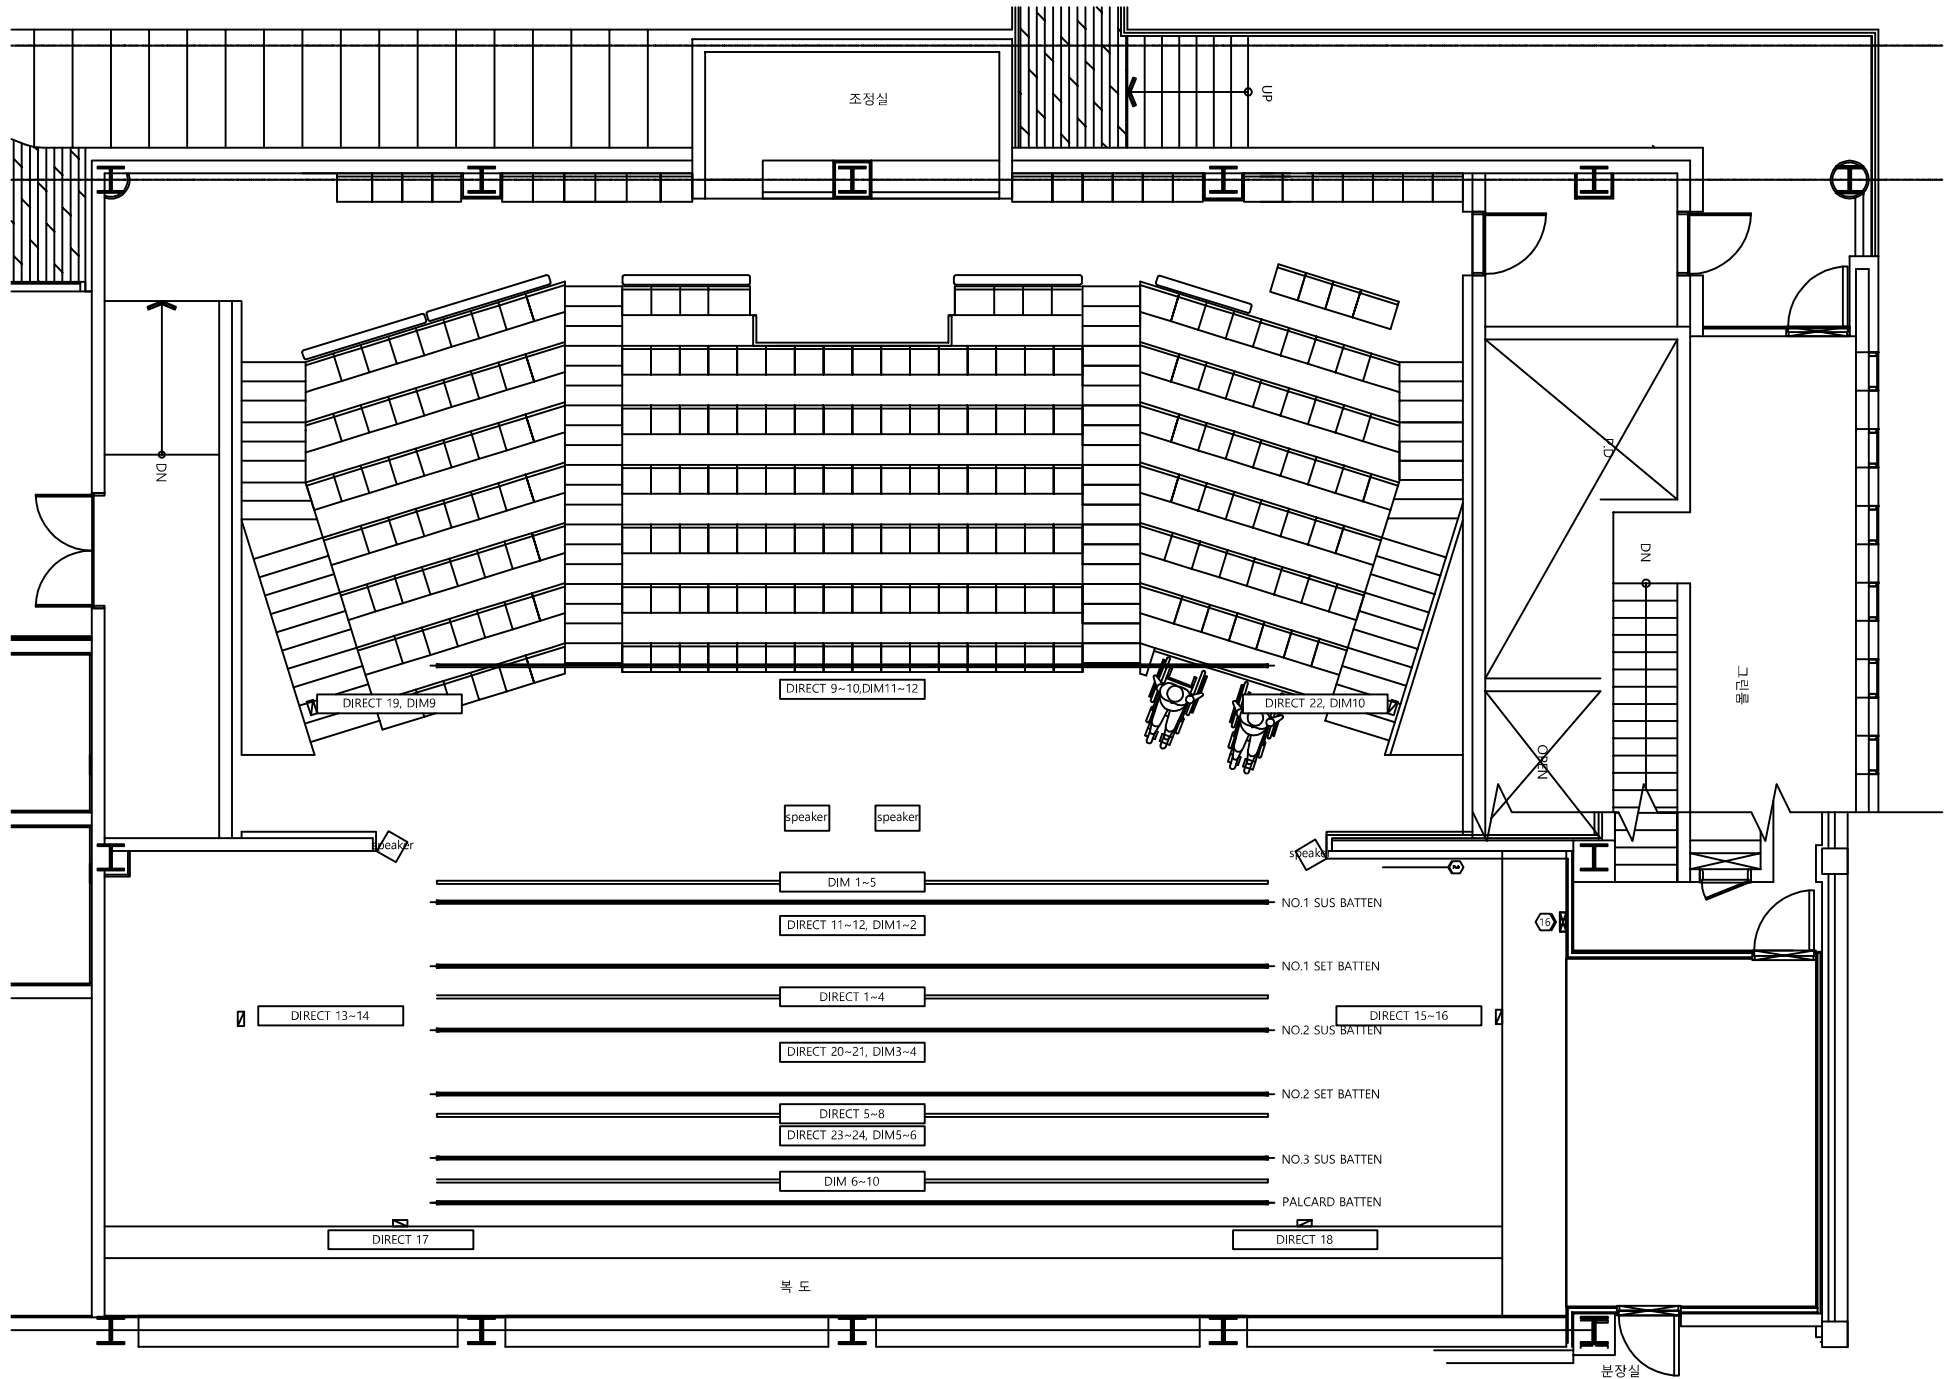 조정실
UP
DN
P.D
DN
그린룸
DIRECT 9~10,DIM11~12
DIRECT 19, DIM9
DIRECT 22, DIM10
OPEN
speaker
speaker
speaker
speaker
DIM 1~5
NO.1 SUS BATTEN
DIRECT 11~12, DIM1~2
16
NO.1 SET BATTEN
DIRECT 1~4
DIRECT 13~14
DIRECT 15~16
NO.2 SUS BATTEN
DIRECT 20~21, DIM3~4
NO.2 SET BATTEN
DIRECT 5~8
DIRECT 23~24, DIM5~6
NO.3 SUS BATTEN
DIM 6~10
PALCARD BATTEN
DIRECT 17
DIRECT 18
복 도
분장실